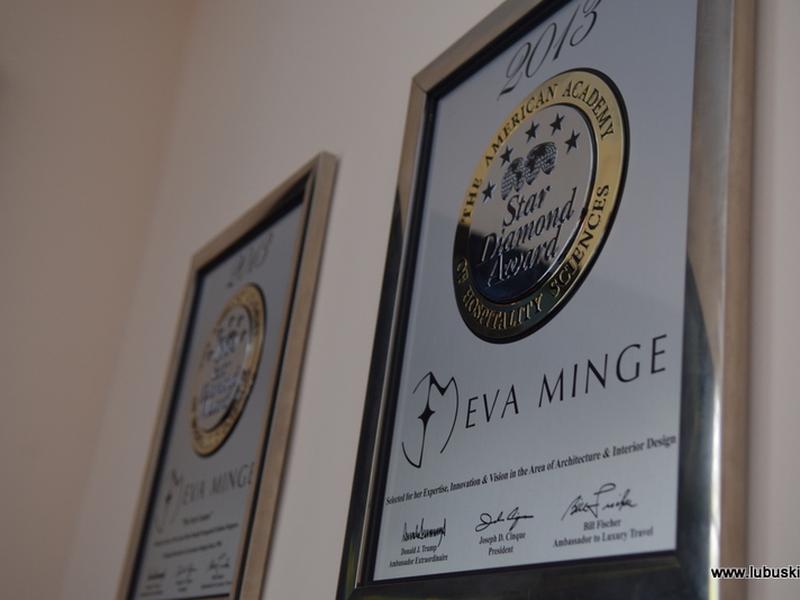 2013
THE AMERICAN ACADEMY
Star
Diamond
Award
OF HOSPITALITY SCIENCES
EVA MINGE
Selected for her Expertise, Innovation & Vision in the Area of Architecture & Interior Design
Donald J. Trump
Ambassador Extraordinaire
Joseph D. Cinque
President
Bill Fischer
Ambassador to Luxury Travel
2013
EVA MINGE
www.lubuski